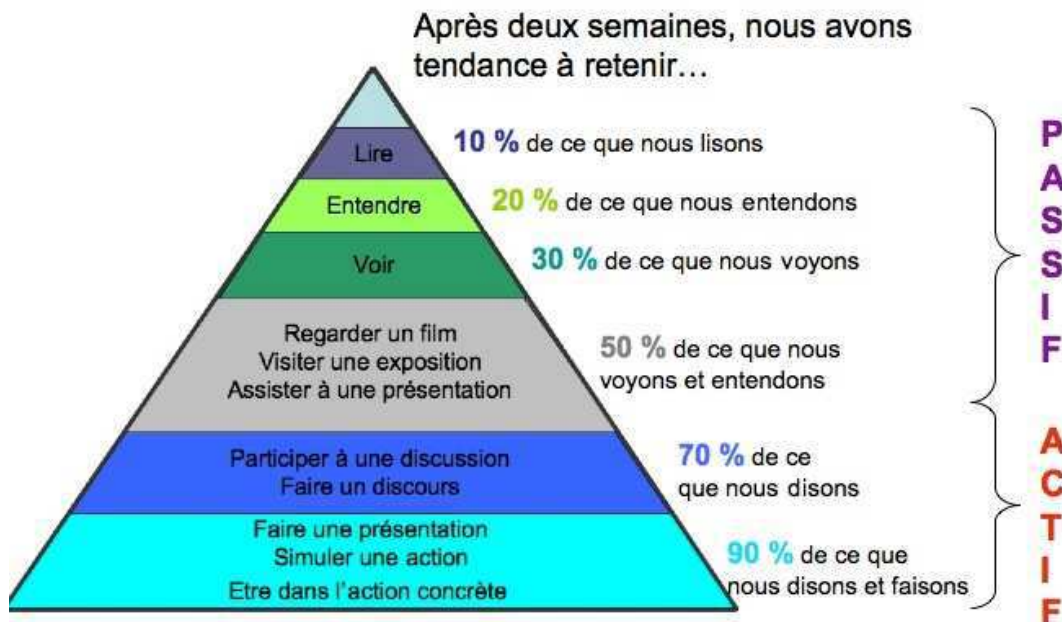 Après deux semaines, nous avons
tendance à retenir…
Lire
10 % de ce que nous lisons
Entendre
20 % de ce que nous entendons
Voir
30 % de ce que nous voyons
Regarder un film
Visiter une exposition
Assister à une présentation
50 % de ce que nous
voyons et entendons
Participer à une discussion
Faire un discours
70 % de ce
que nous disons
Faire une présentation
Simuler une action
Etre dans l'action concrète
90 % de ce que
nous disons et faisons
PASSIF
ACTIF